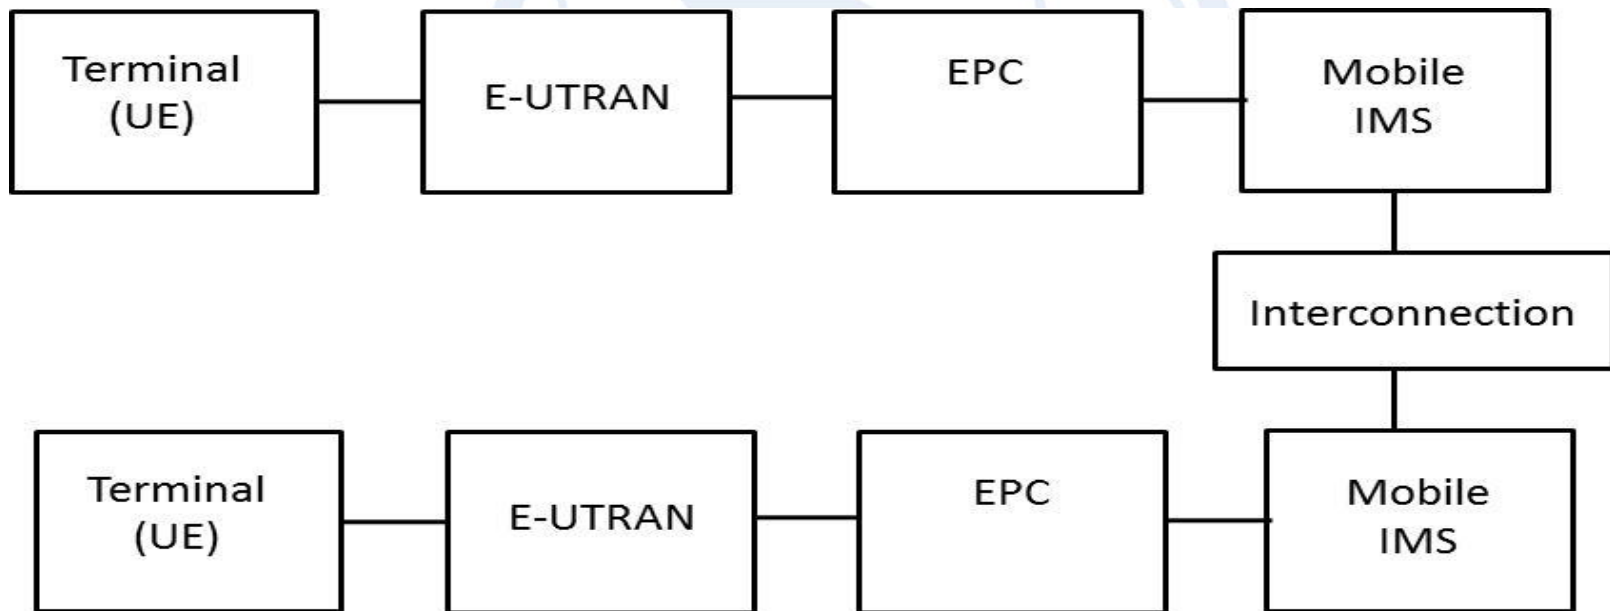 Terminal
(UE)
E-UTRAN
EPC
Mobile
IMS
Interconnection
Terminal
(UE)
E-UTRAN
EPC
Mobile
IMS